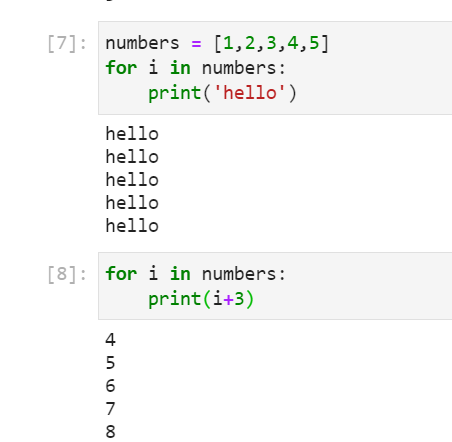 [7]: numbers = [1,2,3,4,5]
for i in numbers:
    print('hello')
hello
hello
hello
hello
hello
[8]: for i in numbers:
    print(i+3)
4
5
6
7
8